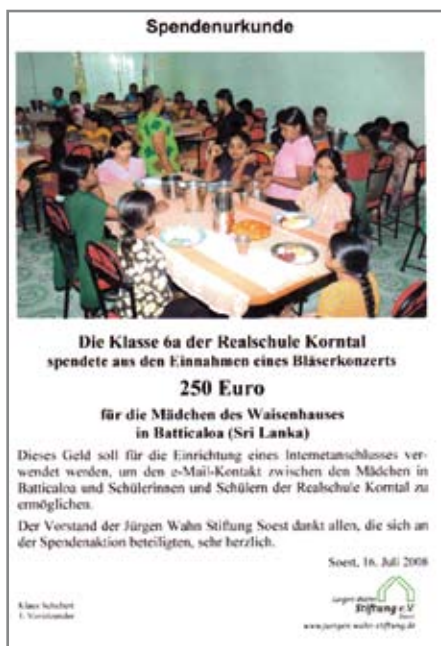 Spendenurkunde
Die Klasse 6a der Realschule Korntal
spendete aus den Einnahmen eines Bläserkonzerts
250 Euro
für die Mädchen des Waisenhauses
in Batticaloa (Sri Lanka)
Dieses Geld soll für die Einrichtung eines Internetanschlusses ver-
wendet werden, um den e-Mail-Kontakt zwischen den Mädchen in
Batticaloa und Schülerinnen und Schülern der Realschule Korntal zu
ermöglichen.
Der Vorstand der Jürgen Wahn Stiftung Soest dankt allen, die sich an
der Spendenaktion beteiligten, sehr herzlich.
Soest, 16. Juli 2008
Klaus Schubert
1. Vorsitzender
Jürgen Wahn
Stiftung e.V.
Soest
www.juergen-wahn-stiftung.de